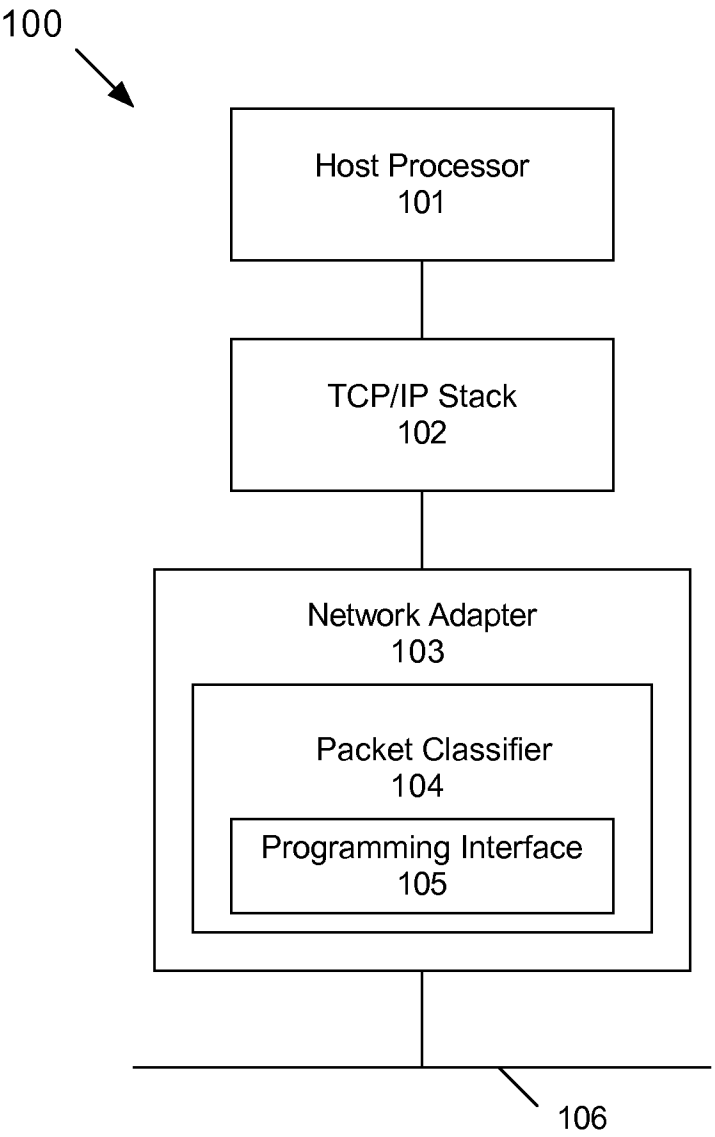 100
Host Processor
101
TCP/IP Stack
102
Network Adapter
103
Packet Classifier
104
Programming Interface
105
106